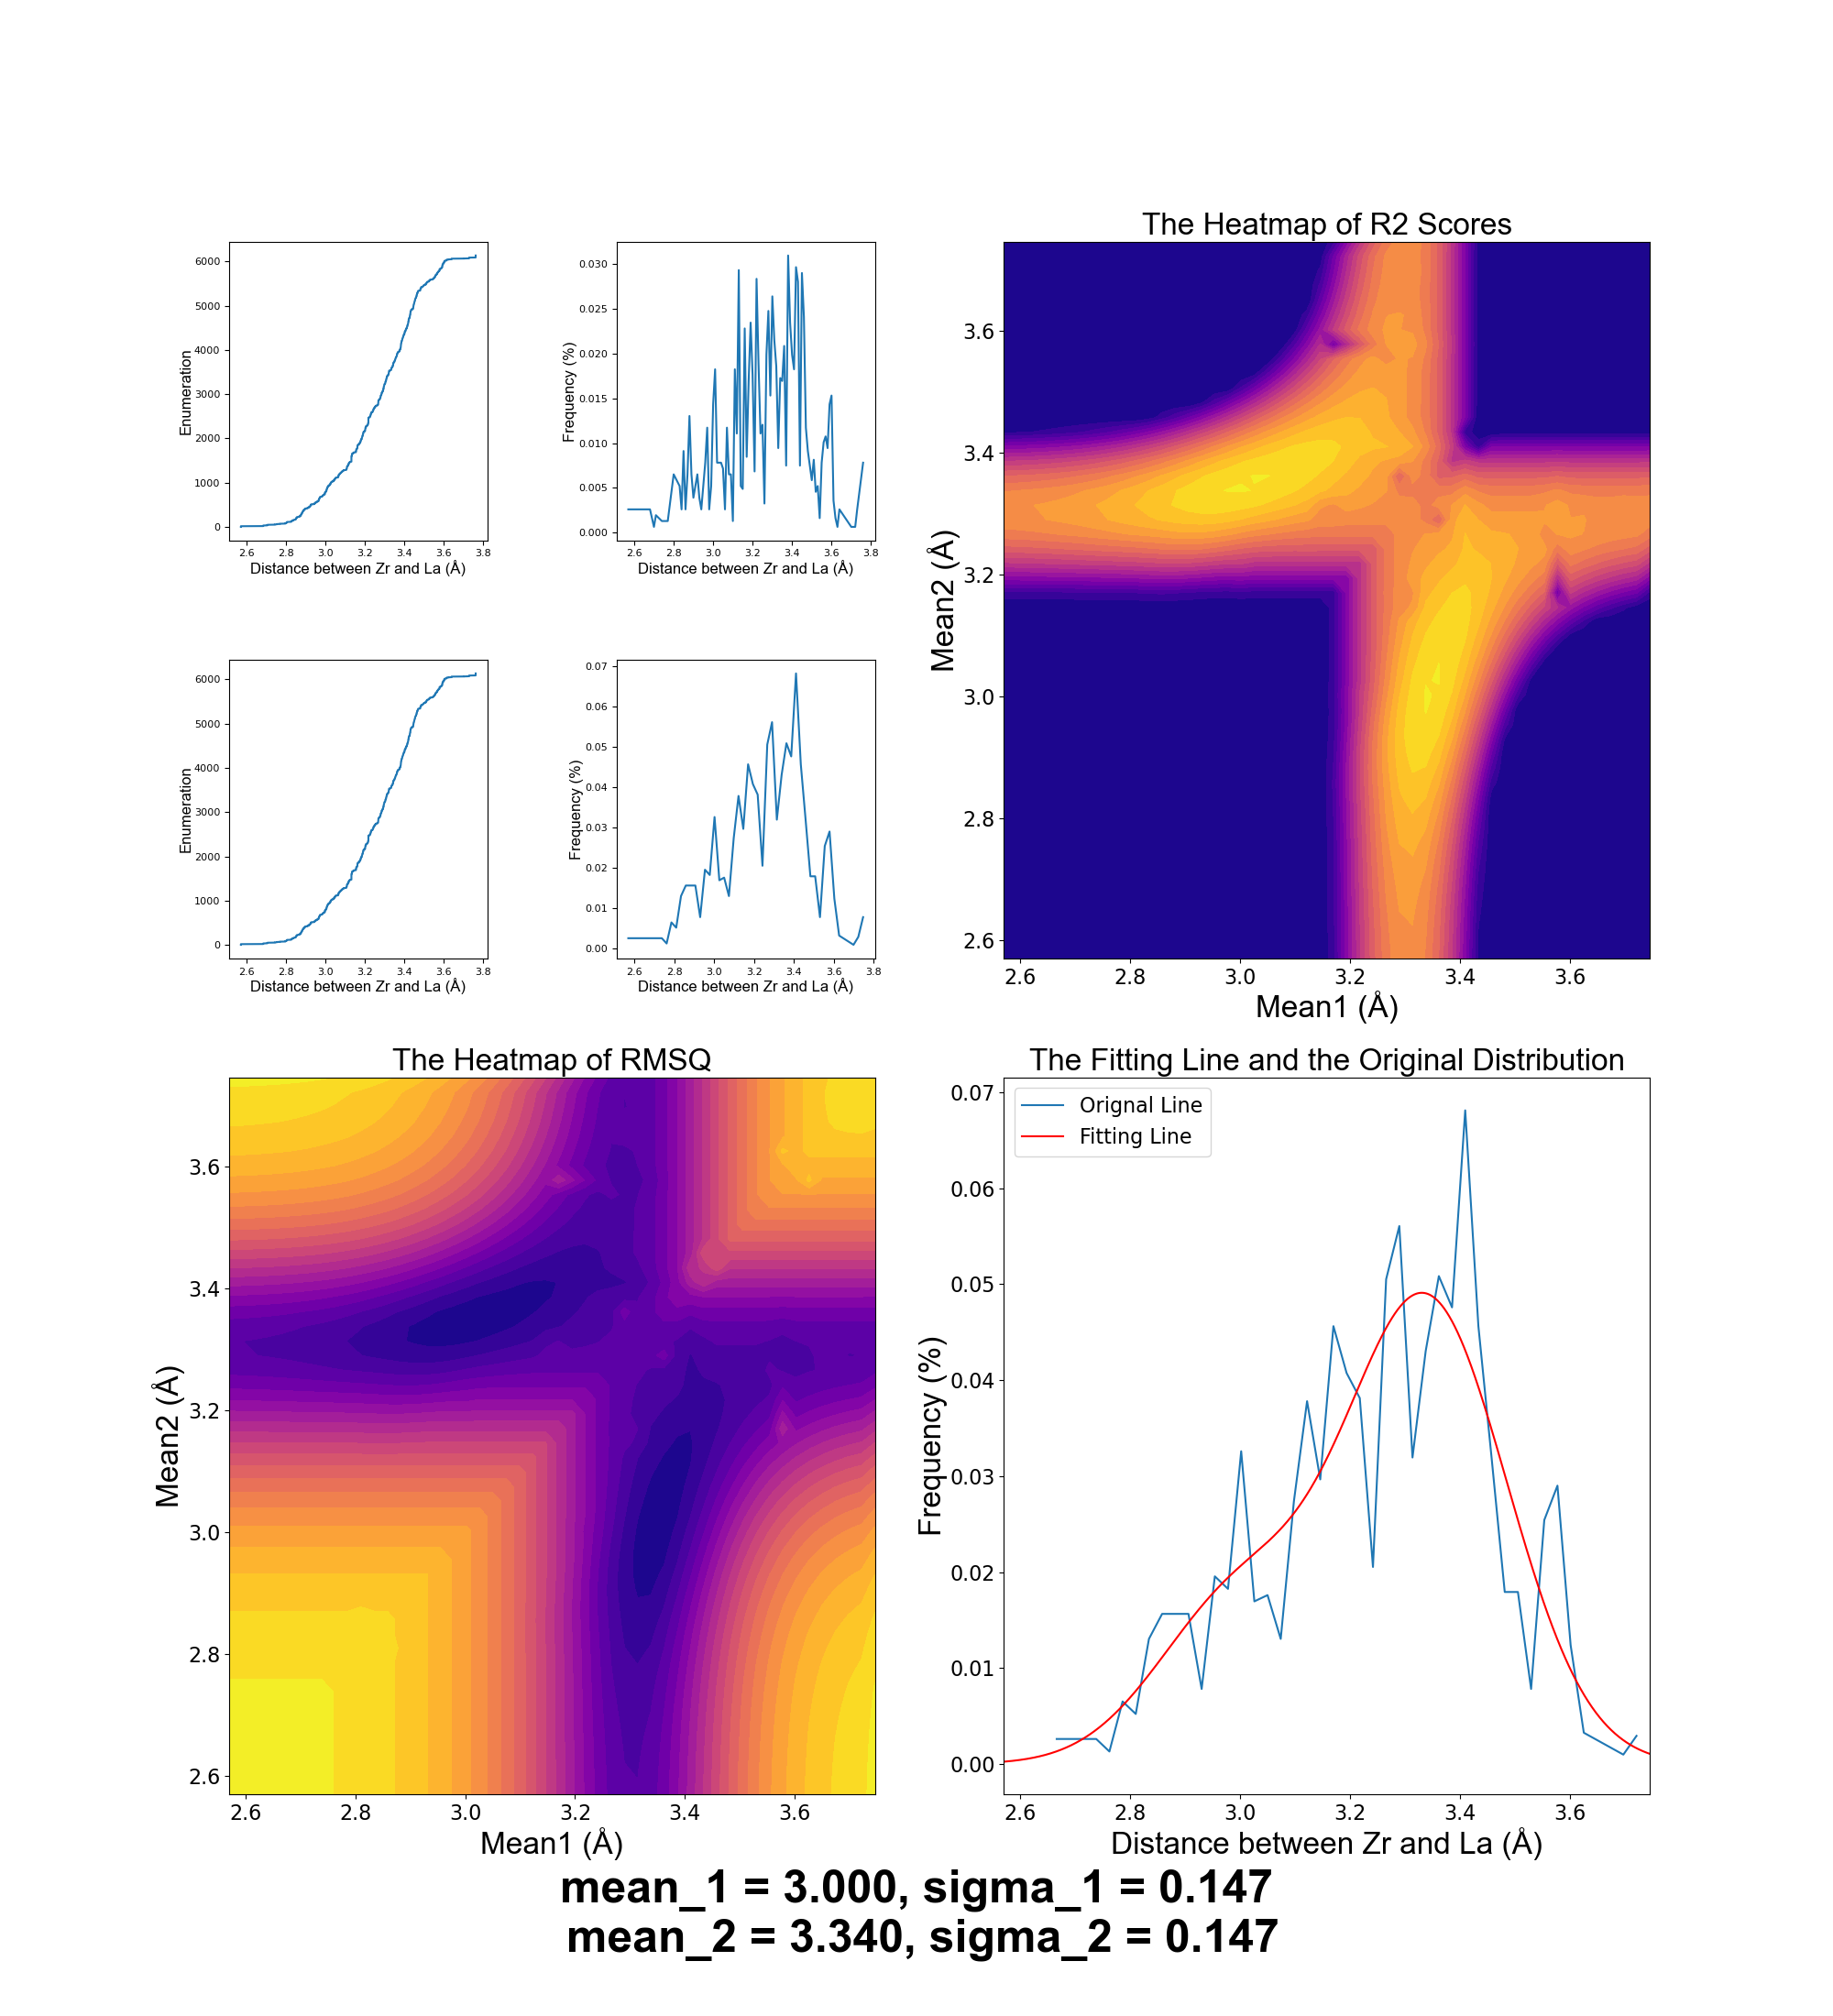 The Heatmap of R2 Scores
6000
5000
4000
3000
2000
1000
0
Enumeration
2.6 2.8 3.0 3.2 3.4 3.6 3.8
Distance between Zr and La (Å)
0.030
0.025
0.020
0.015
0.010
0.005
0.000
Frequency (%)
2.6 2.8 3.0 3.2 3.4 3.6 3.8
Distance between Zr and La (Å)
6000
5000
4000
3000
2000
1000
0
Enumeration
2.6 2.8 3.0 3.2 3.4 3.6 3.8
Distance between Zr and La (Å)
0.07
0.06
0.05
0.04
0.03
0.02
0.01
0.00
Frequency (%)
2.6 2.8 3.0 3.2 3.4 3.6 3.8
Distance between Zr and La (Å)
3.6
3.4
3.2
3.0
2.8
2.6
Mean2 (Å)
2.6 2.8 3.0 3.2 3.4 3.6
Mean1 (Å)
The Heatmap of RMSQ
3.6
3.4
3.2
3.0
2.8
2.6
Mean2 (Å)
2.6 2.8 3.0 3.2 3.4 3.6
Mean1 (Å)
The Fitting Line and the Original Distribution
Orignal Line
Fitting Line
0.07
0.06
0.05
0.04
0.03
0.02
0.01
0.00
Frequency (%)
2.6 2.8 3.0 3.2 3.4 3.6
Distance between Zr and La (Å)
mean_1 = 3.000, sigma_1 = 0.147
mean_2 = 3.340, sigma_2 = 0.147